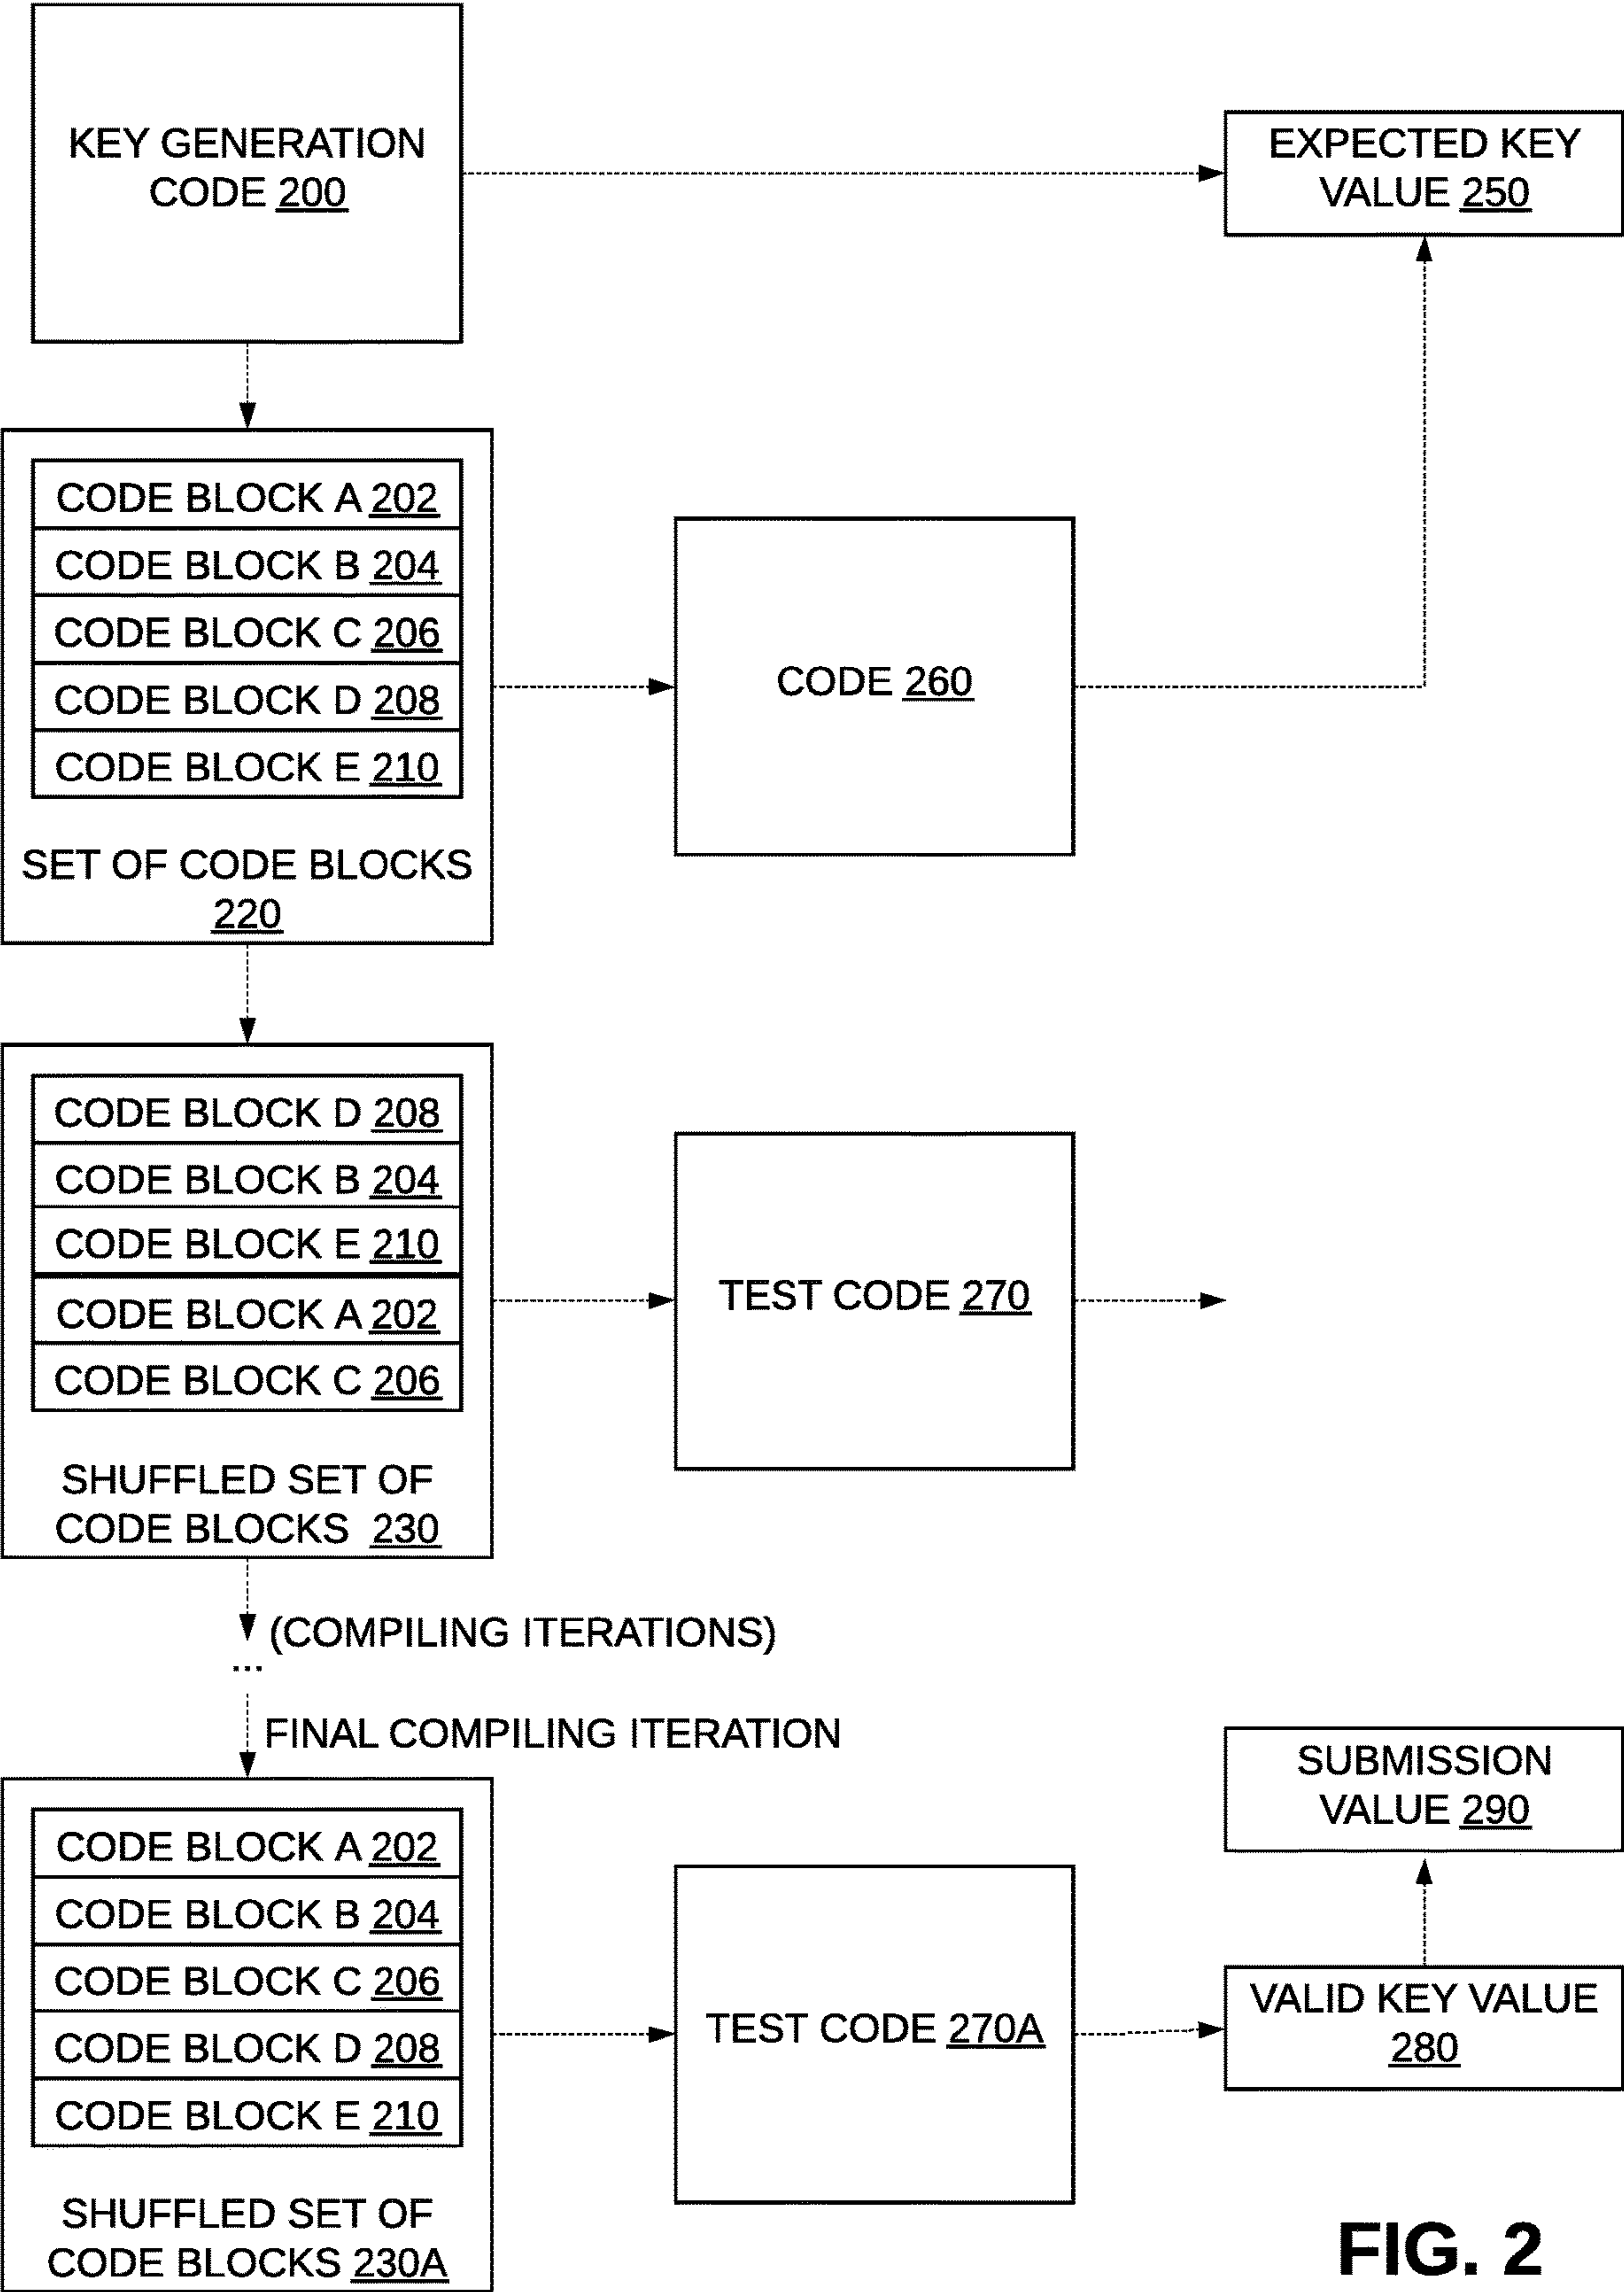 KEY GENERATION
CODE 200
EXPECTED KEY
VALUE 250
CODE BLOCK A 202
CODE BLOCK B 204
CODE BLOCK C 206
CODE BLOCK D 208
CODE BLOCK E 210
SET OF CODE BLOCKS
220
CODE 260
CODE BLOCK D 208
CODE BLOCK B 204
CODE BLOCK E 210
CODE BLOCK A 202
CODE BLOCK C 206
SHUFFLED SET OF
CODE BLOCKS 230
TEST CODE 270
(COMPILING ITERATIONS)
...
FINAL COMPILING ITERATION
CODE BLOCK A 202
CODE BLOCK B 204
CODE BLOCK C 206
CODE BLOCK D 208
CODE BLOCK E 210
SHUFFLED SET OF
CODE BLOCKS 230A
TEST CODE 270A
SUBMISSION
VALUE 290
VALID KEY VALUE
280
FIG. 2